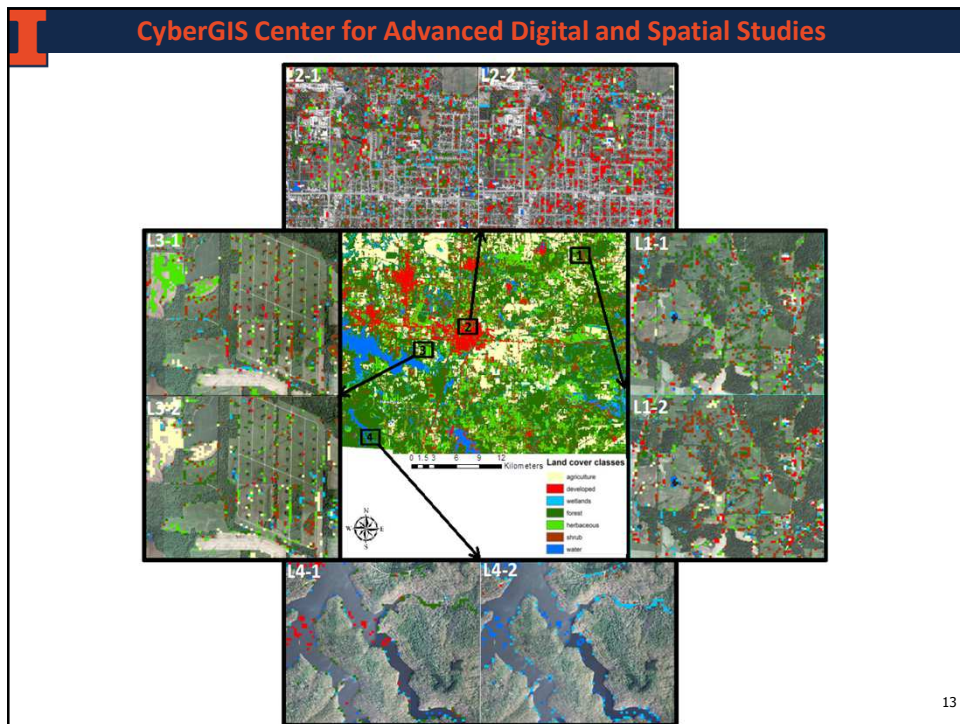 CyberGIS Center for Advanced Digital and Spatial Studies
L2-1
L2-2
L3-1
L3-2
1
2
3
4
L1-1
L1-2
0 1.5 3 6 9 12
Kilometers
Land cover classes
agriculture
developed
wetlands
forest
herbaceous
shrub
water
N
W E
S
L4-1
L4-2
13